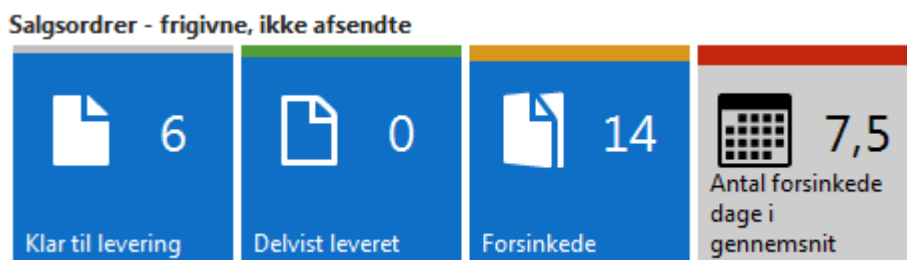 Salgsordrer - frigivne, ikke afsendte
6
Klar til levering
0
Delvist leveret
14
Forsinkede
7,5
Antal forsinkede
dage i
gennemsnit